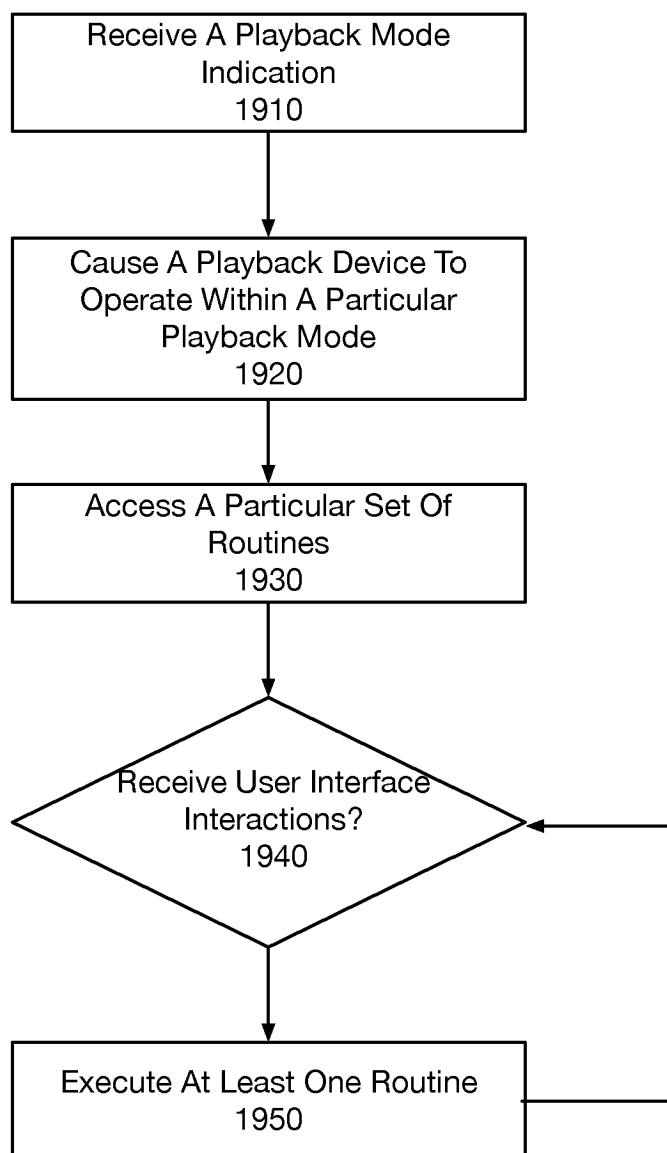 Receive A Playback Mode
Indication
1910
Cause A Playback Device To
Operate Within A Particular
Playback Mode
1920
Access A Particular Set Of
Routines
1930
Receive User Interface
Interactions?
1940
Execute At Least One Routine
1950